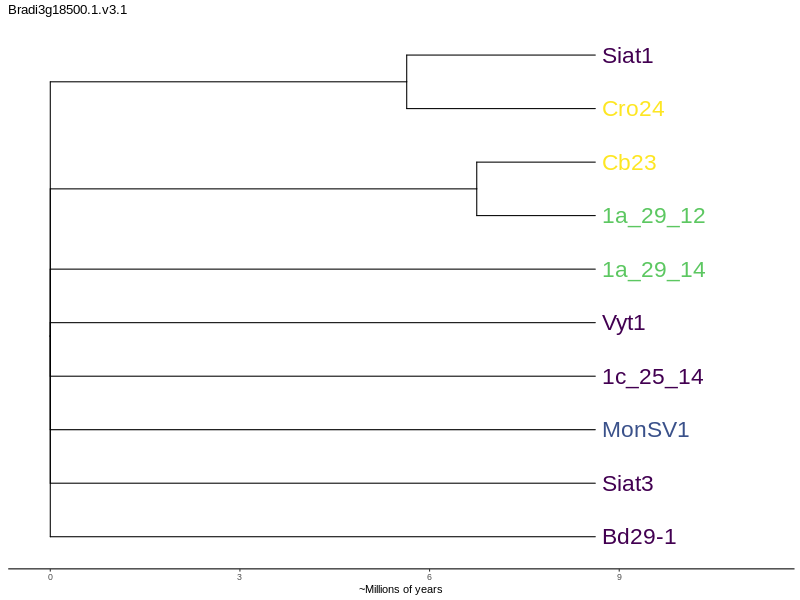 Bradi3g18500.1.v3.1
Siat1
Cro24
Cb23
1a_29_12
1a_29_14
Vyt1
1c_25_14
MonSV1
Siat3
Bd29-1
0 3 6 9
~Millions of years